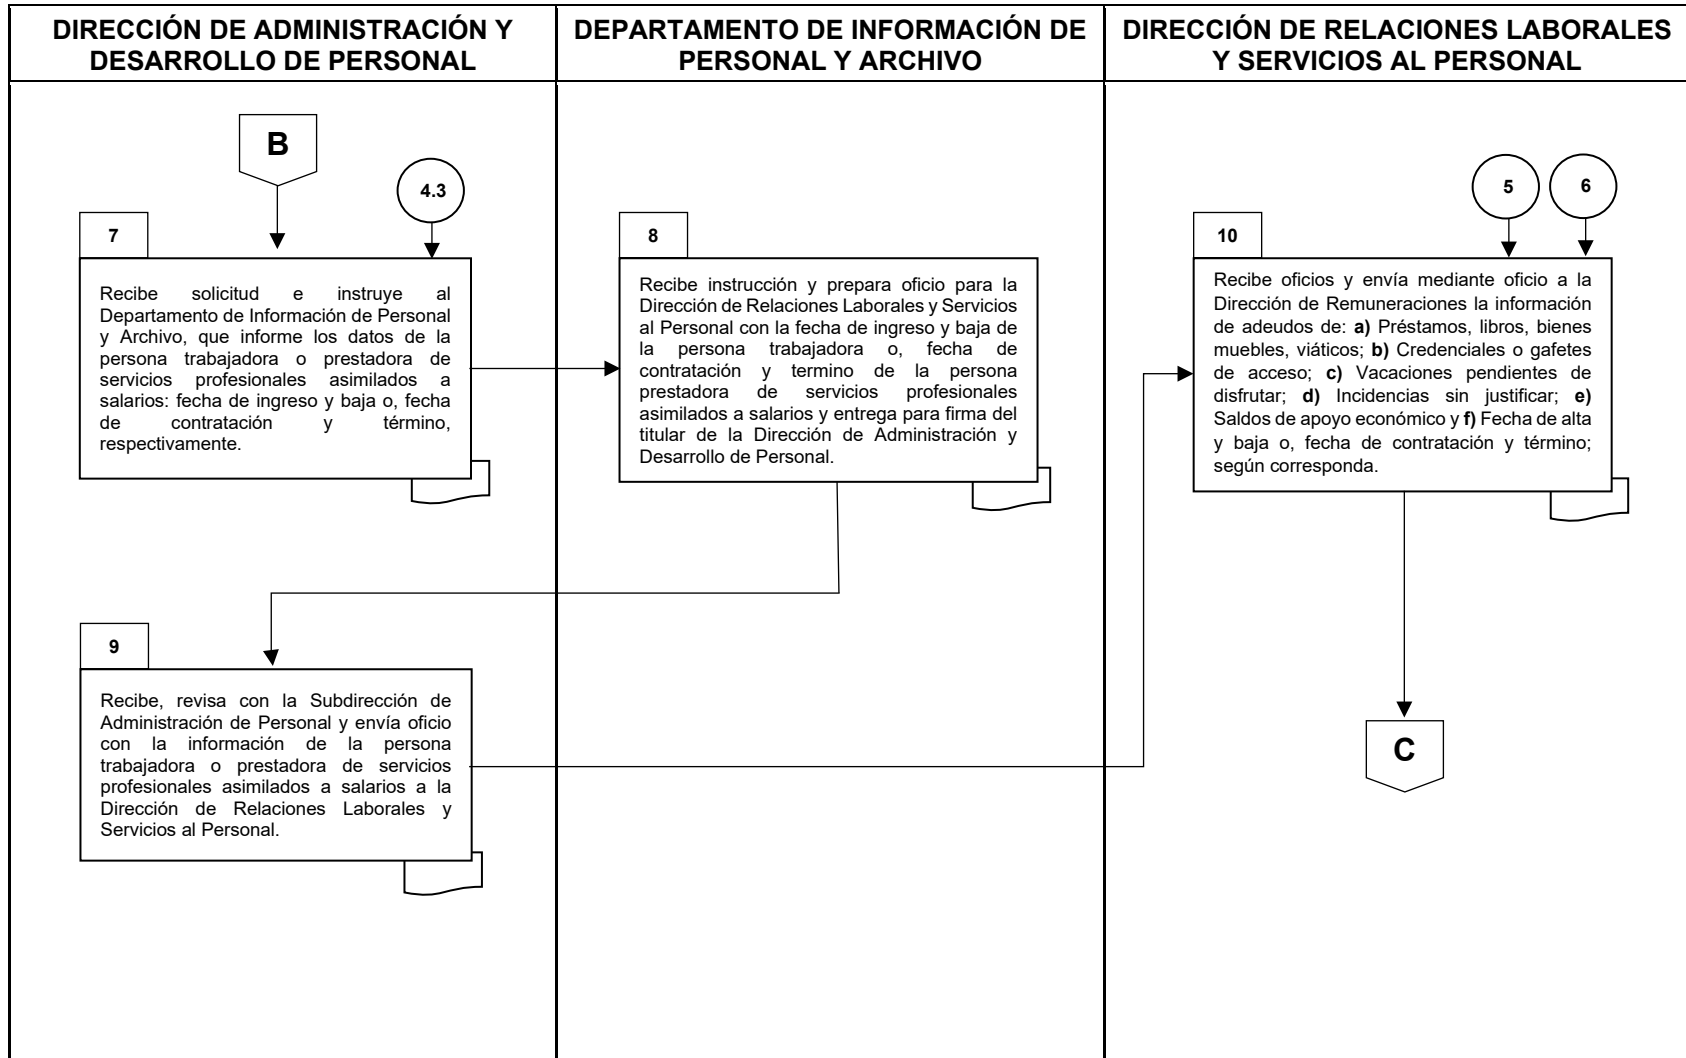 DIRECCIÓN DE ADMINISTRACIÓN Y
DESARROLLO DE PERSONAL
DEPARTAMENTO DE INFORMACIÓN DE
PERSONAL Y ARCHIVO
DIRECCIÓN DE RELACIONES LABORALES
Y SERVICIOS AL PERSONAL
B
4.3
7
Recibe solicitud e instruye al
Departamento de Información de Personal
y Archivo, que informe los datos de la
persona trabajadora o prestadora de
servicios profesionales asimilados a
salarios: fecha de ingreso y baja o, fecha
de contratación y término,
respectivamente.
8
Recibe instrucción y prepara oficio para la
Dirección de Relaciones Laborales y Servicios
al Personal con la fecha de ingreso y baja de
la persona trabajadora o, fecha de
contratación y termino de la persona
prestadora de servicios profesionales
asimilados a salarios y entrega para firma del
titular de la Dirección de Administración y
Desarrollo de Personal.
5
6
10
Recibe oficios y envía mediante oficio a la
Dirección de Remuneraciones la información
de adeudos de: a) Préstamos, libros, bienes
muebles, viáticos; b) Credenciales o gafetes
de acceso; c) Vacaciones pendientes de
disfrutar; d) Incidencias sin justificar; e)
Saldos de apoyo económico y f) Fecha de alta
y baja o, fecha de contratación y término;
según corresponda.
9
Recibe, revisa con la Subdirección de
Administración de Personal y envía oficio
con la información de la persona
trabajadora o prestadora de servicios
profesionales asimilados a salarios a la
Dirección de Relaciones Laborales y
Servicios al Personal.
C